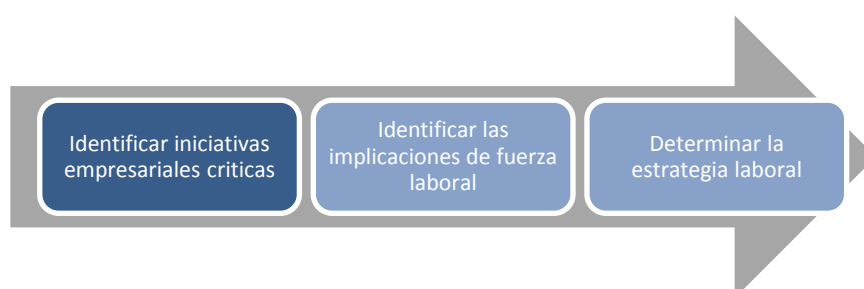 Identificar iniciativas
empresariales criticas
Identificar las
implicaciones de fuerza
laboral
Determinar la
estrategia laboral